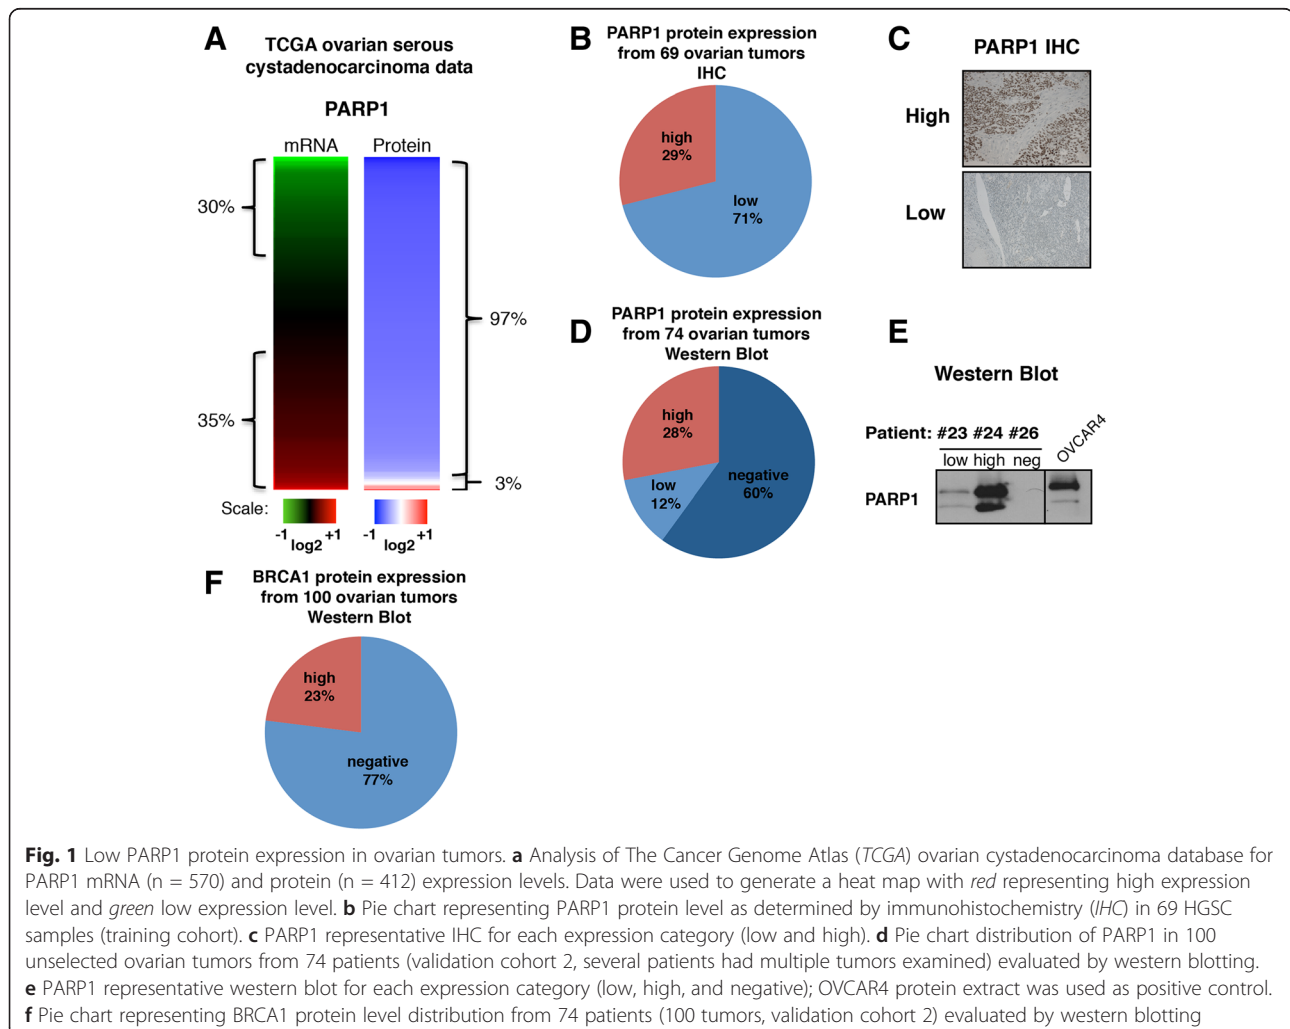 A
TCGA ovarian serous
cystadenocarcinoma data
PARP1
mRNA Protein
30%
35%
97%
3%
Scale:
-1 log2 +1
-1 log2 +1
B
PARP1 protein expression
from 69 ovarian tumors
IHC
high
29%
low
71%
C
PARP1 IHC
High
Low
D
PARP1 protein expression
from 74 ovarian tumors
Western Blot
high
28%
low
12%
negative
60%
E
Western Blot
Patient: #23 #24 #26
low high neg OVCAR4
PARP1
F
BRCA1 protein expression
from 100 ovarian tumors
Western Blot
high
23%
negative
77%
Fig. 1 Low PARP1 protein expression in ovarian tumors. a Analysis of The Cancer Genome Atlas (TCGA) ovarian cystadenocarcinoma database for
PARP1 mRNA (n = 570) and protein (n = 412) expression levels. Data were used to generate a heat map with red representing high expression
level and green low expression level. b Pie chart representing PARP1 protein level as determined by immunohistochemistry (IHC) in 69 HGSC
samples (training cohort). c PARP1 representative IHC for each expression category (low and high). d Pie chart distribution of PARP1 in 100
unselected ovarian tumors from 74 patients (validation cohort 2, several patients had multiple tumors examined) evaluated by western blotting.
e PARP1 representative western blot for each expression category (low, high, and negative); OVCAR4 protein extract was used as positive control.
f Pie chart representing BRCA1 protein level distribution from 74 patients (100 tumors, validation cohort 2) evaluated by western blotting